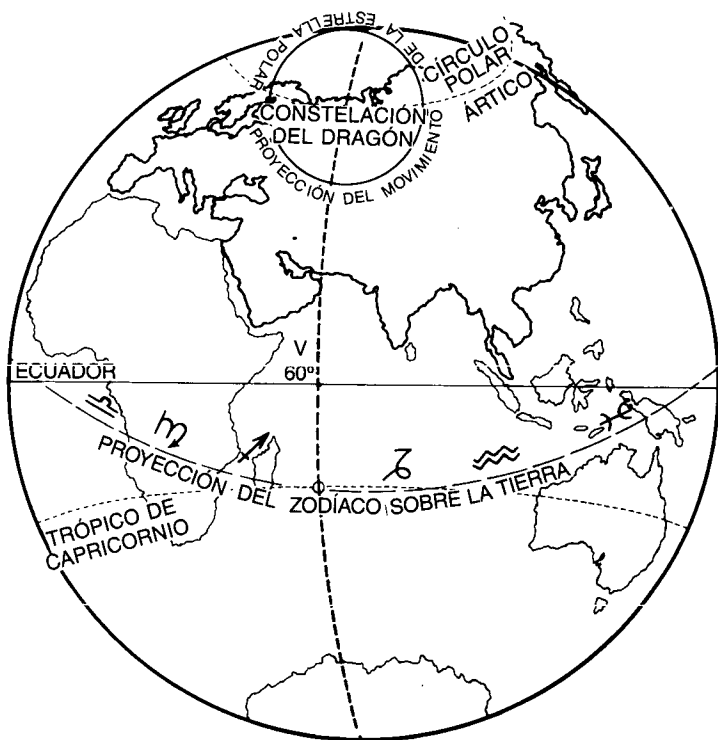 PROYECCIÓN DEL MOVIMIENTO DE LA ESTRELLA POLAR
CÍRCULO
POLAR
ÁRTICO
CONSTELACIÓN
DEL DRAGÓN
V
60º
ECUADOR
PROYECCIÓN DEL ZODÍACO SOBRE LA TIERRA
TRÓPICO DE
CAPRICORNIO